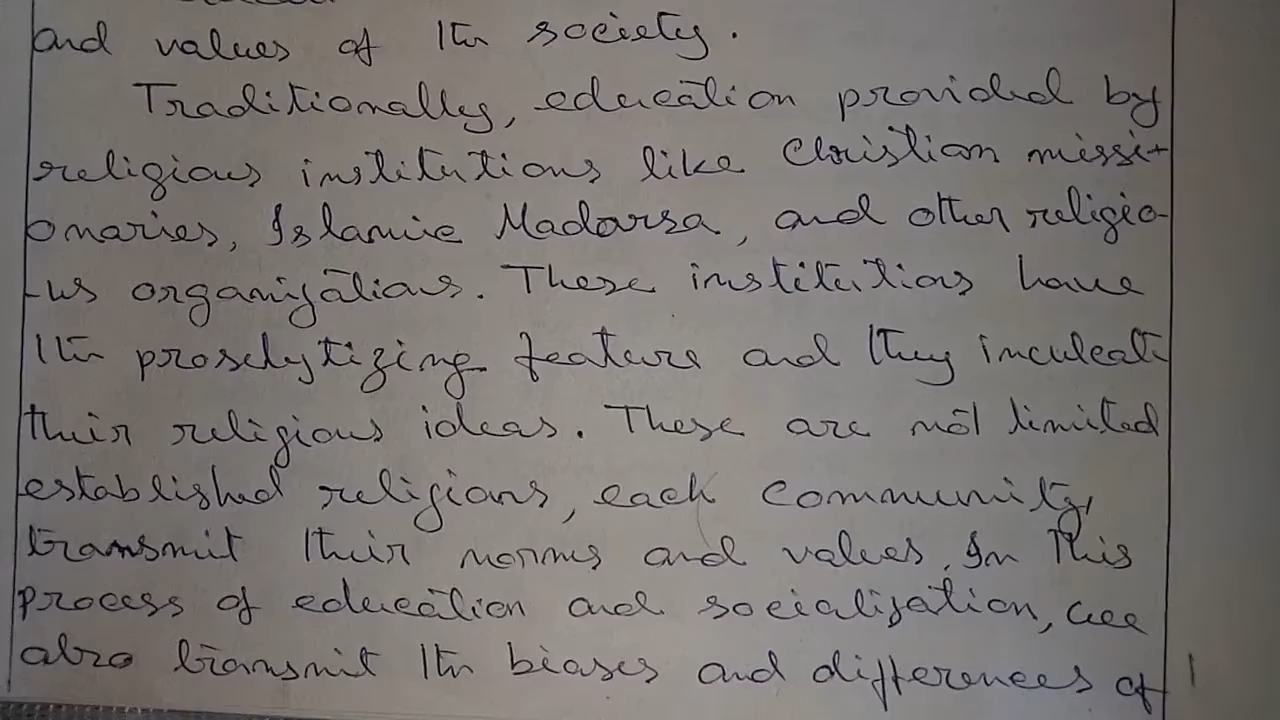 and values of the society.
Traditionally, education provided by
religious institutions like Christian missi-
onaries, Islamic Madarsa, and other religio-
-us organizations. These institutions have
the proselytizing feature and they inculcate
their religious ideas. These are not limited
established religions, each community,
transmit their norms and values. In this
process of education and socialization, we
also transmit the biases and differences of